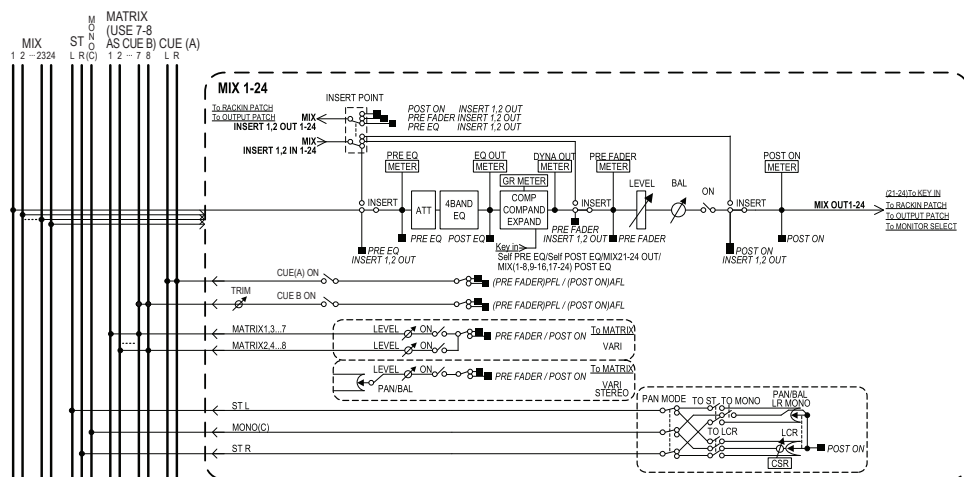 MIX
1 2 ··· 2324
ST
L R
MONO
(C)
MATRIX
(USE 7-8
AS CUE B)
1 2 ··· 7 8
CUE (A)
L R
MIX 1-24
INSERT POINT
To RACKIN PATCH
To OUTPUT PATCH
MIX
INSERT 1,2 OUT 1-24
MIX
INSERT 1,2 IN 1-24
POST ON INSERT 1,2 OUT
PRE FADER INSERT 1,2 OUT
PRE EQ INSERT 1,2 OUT
PRE EQ
METER
EQ OUT
METER
DYNA OUT
METER
PRE FADER
METER
POST ON
METER
GR METER
LEVEL
BAL
ON
INSERT
ATT
4BAND
EQ
COMP
COMPAND
EXPAND
INSERT
INSERT
MIX OUT1-24
(21-24)To KEY IN
To RACKIN PATCH
To OUTPUT PATCH
To MONITOR SELECT
PRE EQ
INSERT 1,2 OUT
PRE EQ
POST EQ
PRE FADER
INSERT 1,2 OUT
PRE FADER
POST ON
INSERT 1,2 OUT
POST ON
Key in
Self PRE EQ/Self POST EQ/MIX21-24 OUT/
MIX(1-8,9-16,17-24) POST EQ
CUE(A) ON
(PRE FADER)PFL / (POST ON)AFL
TRIM
CUE B ON
(PRE FADER)PFL / (POST ON)AFL
MATRIX1,3...7
LEVEL
ON
PRE FADER / POST ON
To MATRIX
VARI
MATRIX2,4...8
LEVEL
ON
LEVEL
ON
PAN/BAL
PRE FADER / POST ON
To MATRIX
VARI
STEREO
PAN MODE
TO ST
TO MONO
PAN/BAL
LR MONO
ST L
MONO(C)
TO LCR
LCR
ST R
CSR
POST ON